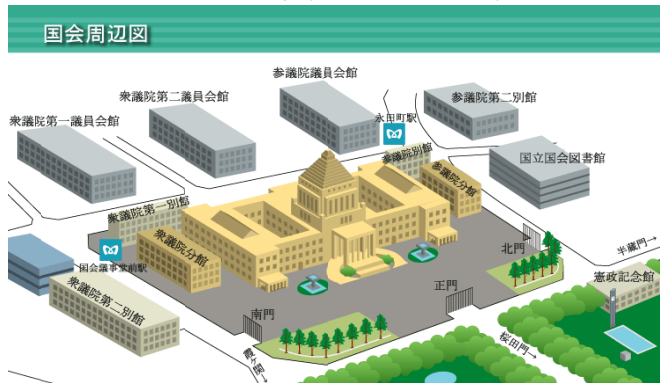 国会周辺図
参議院議員会館
衆議院第二議員会館
参議院第二別館
衆議院第一議員会館
永田町駅
参議院別館
国立国会図書館
参議院分館
衆議院第一別館
衆議院分館
北門
半蔵門→
国会議事堂前駅
憲政記念館
衆議院第二別館
正門
南門
桜田門→
霞ヶ関→